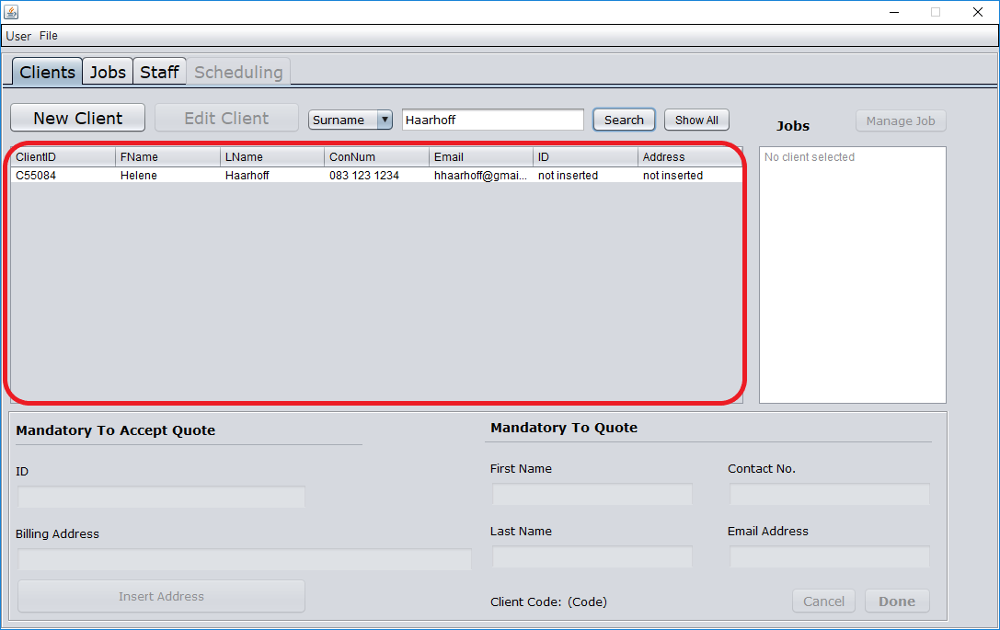 User File
Clients Jobs Staff Scheduling
New Client Edit Client Surname Haarhoff Search Show All Jobs Manage Job
ClientID FName LName ConNum Email ID Address
C55084 Helene Haarhoff 083 123 1234 hhaarhoff@gmai... not inserted not inserted
No client selected
Mandatory To Accept Quote
ID
Billing Address
Insert Address
Mandatory To Quote
First Name Contact No.
Last Name Email Address
Client Code: (Code) Cancel Done